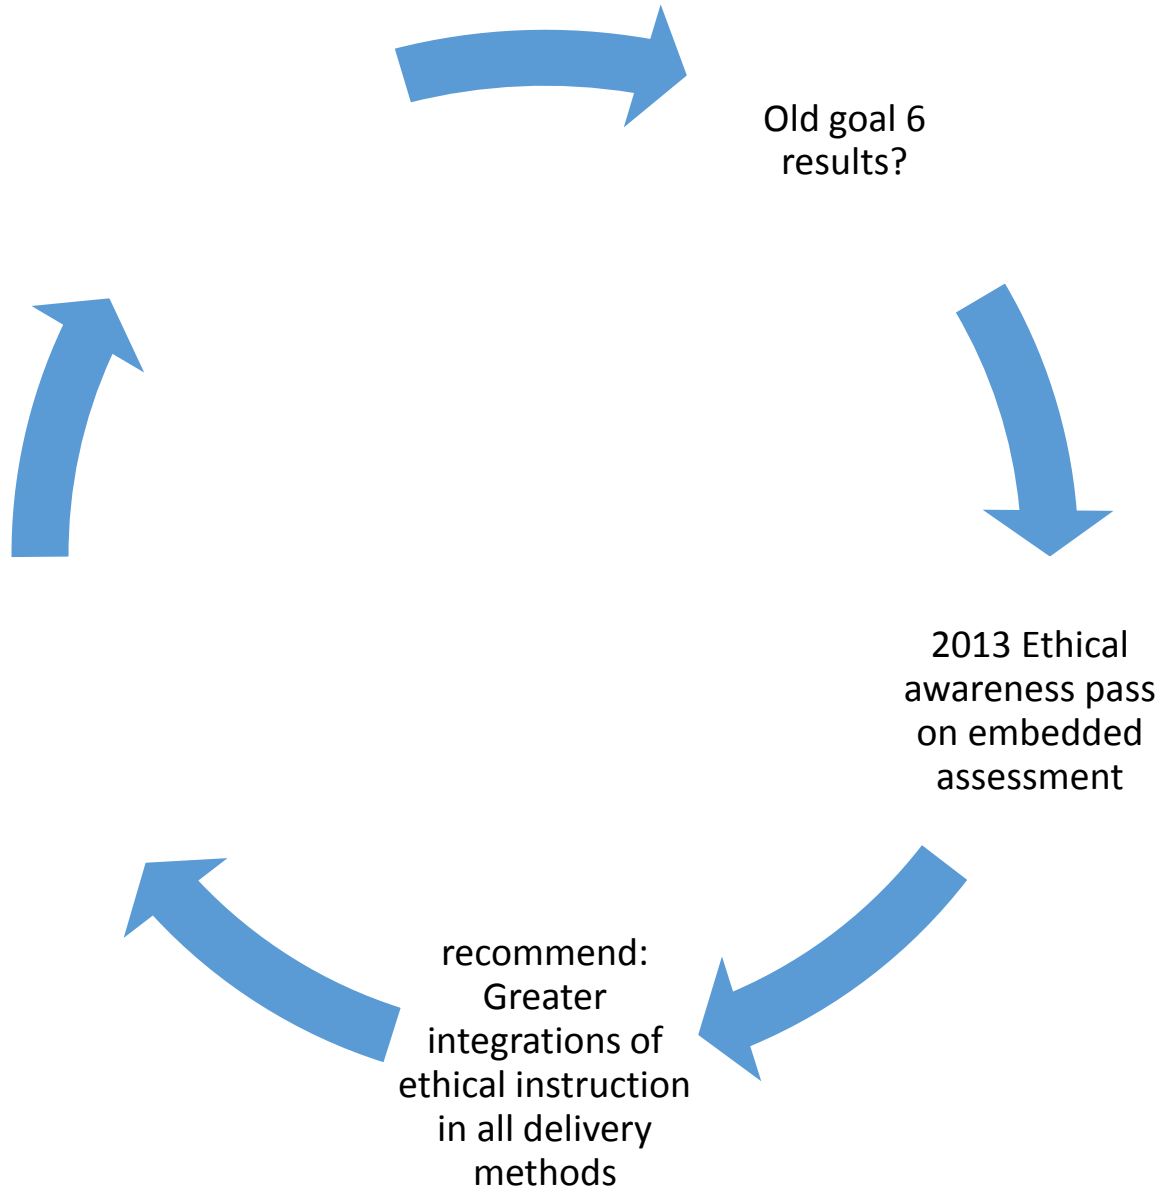 Old goal 6
results?
2013 Ethical
awareness pass
on embedded
assessment
recommend:
Greater
integrations of
ethical instruction
in all delivery
methods